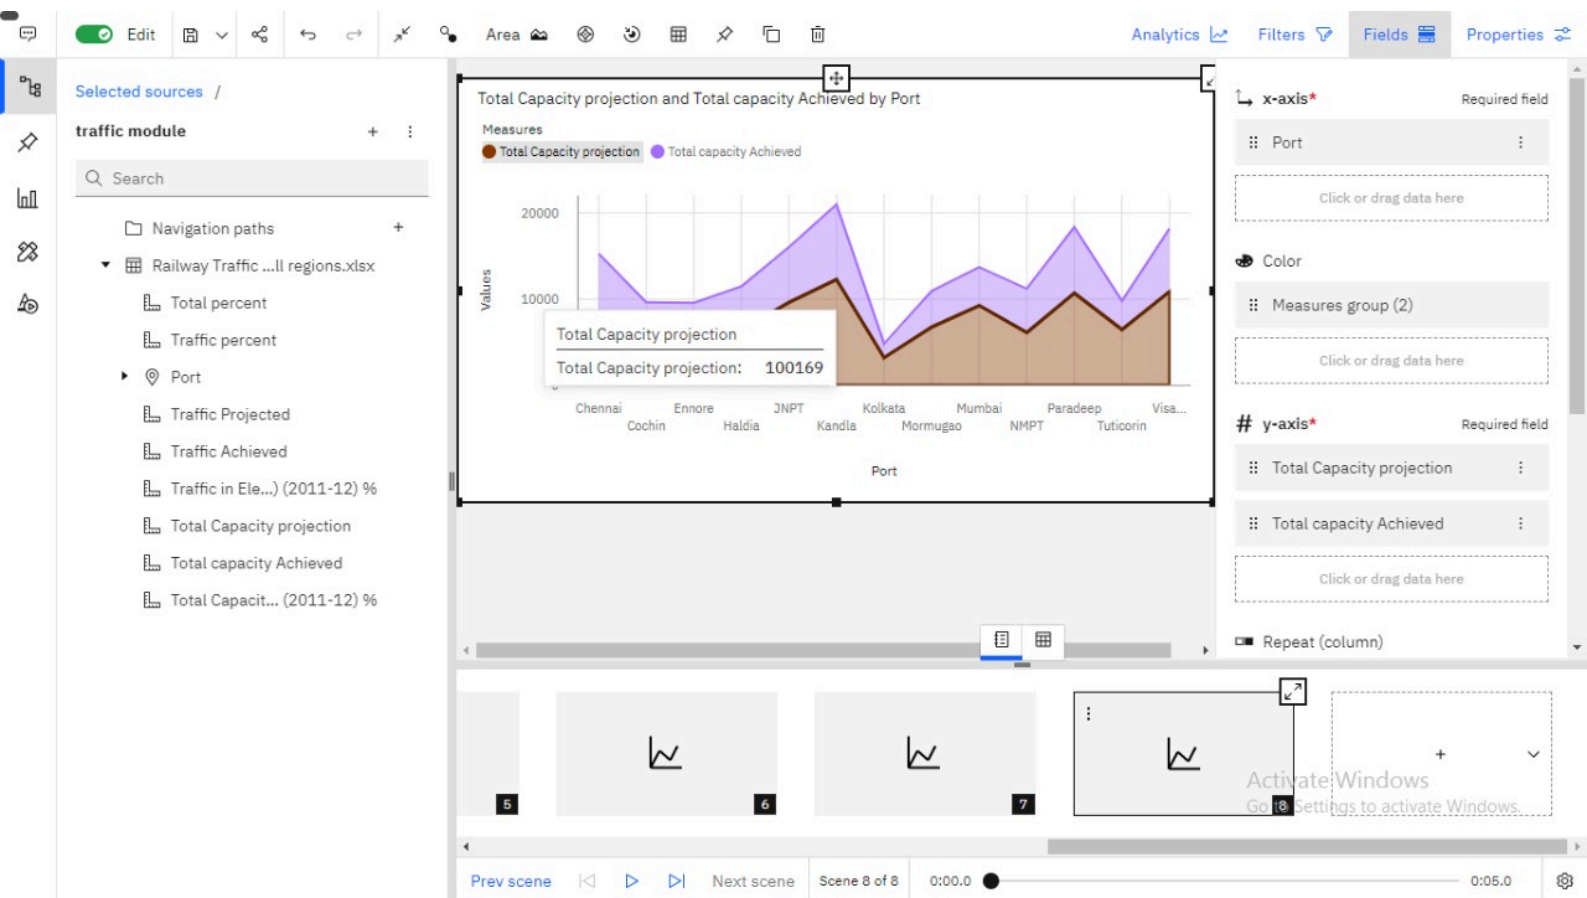 Edit
Area
Analytics
Filters
Fields
Properties
Selected sources /
traffic module
Search
Navigation paths
Railway Traffic ...ll regions.xlsx
Total percent
Traffic percent
Port
Traffic Projected
Traffic Achieved
Traffic in Ele...) (2011-12) %
Total Capacity projection
Total capacity Achieved
Total Capacit... (2011-12) %
Total Capacity projection and Total capacity Achieved by Port
Measures
Total Capacity projection
Total capacity Achieved
20000
10000
Values
Total Capacity projection
Total Capacity projection: 100169
Chennai Ennore JNPT Kolkata Mumbai Paradeep Visa...
Cochin Haldia Kandla Mormugao NMPT Tuticorin
Port
x-axis* Required field
Port
Click or drag data here
Color
Measures group (2)
Click or drag data here
# y-axis* Required field
Total Capacity projection
Total capacity Achieved
Click or drag data here
Repeat (column)
5
6
7
8
+
Activate Windows
Go to Settings to activate Windows.
Prev scene
Next scene
Scene 8 of 8
0:00.0
0:05.0